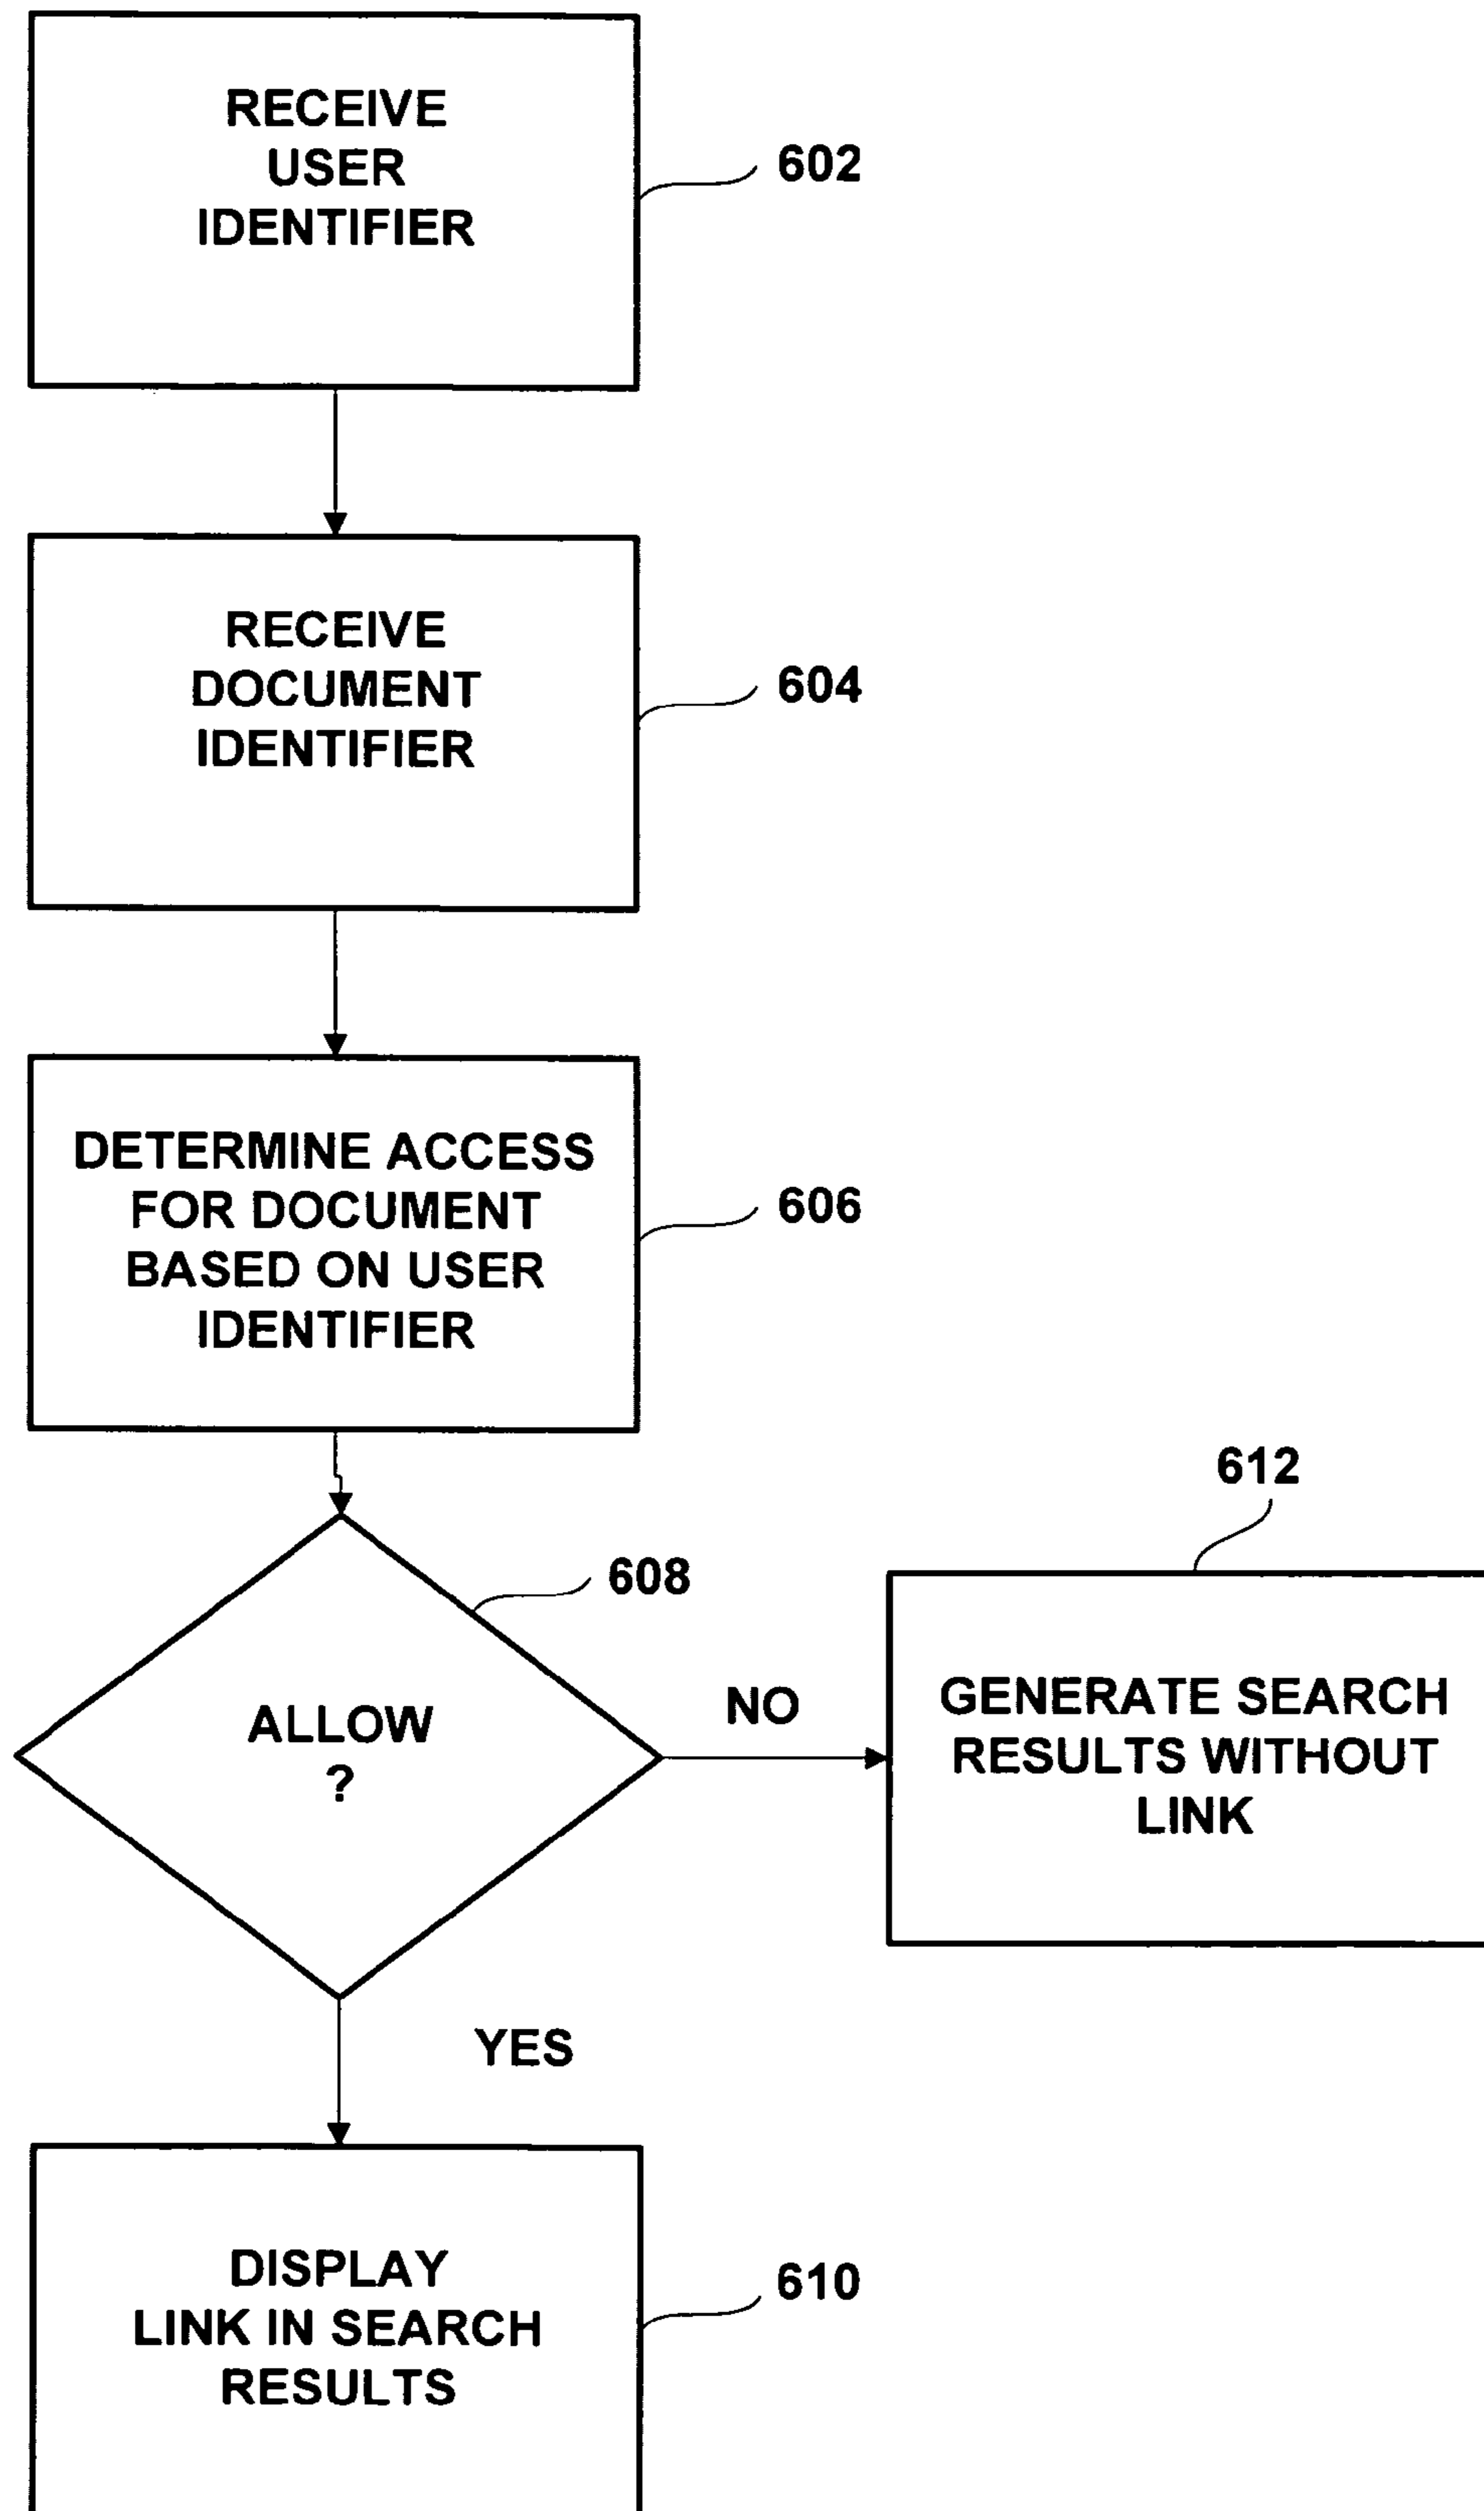 RECEIVE
USER
IDENTIFIER
602
RECEIVE
DOCUMENT
IDENTIFIER
604
DETERMINE ACCESS
FOR DOCUMENT
BASED ON USER
IDENTIFIER
606
612
608
ALLOW
?
NO
GENERATE SEARCH
RESULTS WITHOUT
LINK
YES
DISPLAY
LINK IN SEARCH
RESULTS
610